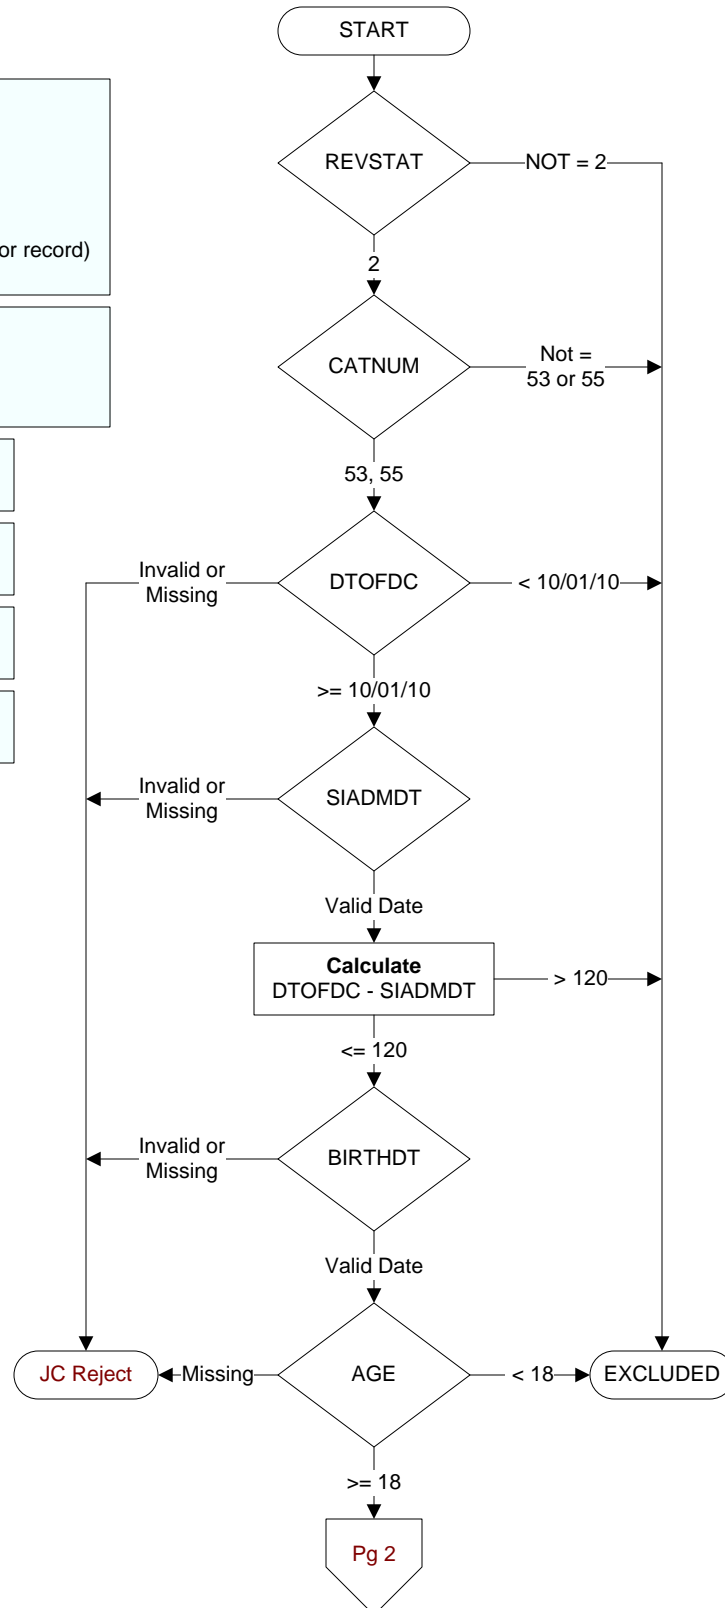 START
REVSTAT
NOT = 2
or record)
2
CATNUM
Not =
53 or 55
53, 55
Invalid or
Missing
DTOFDC
< 10/01/10
>= 10/01/10
Invalid or
Missing
SIADMDT
Valid Date
Calculate
DTOFDC - SIADMDT
> 120
<= 120
Invalid or
Missing
BIRTHDT
Valid Date
JC Reject
Missing
AGE
< 18
EXCLUDED
>= 18
Pg 2